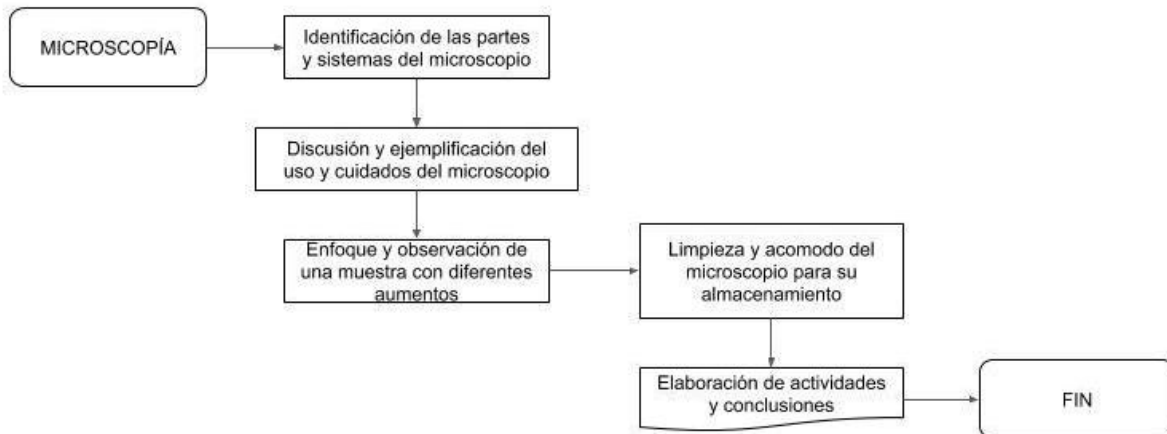 MICROSCOPÍA
Identificación de las partes
y sistemas del microscopio
Discusión y ejemplificación del
uso y cuidados del microscopio
Enfoque y observación de
una muestra con diferentes
aumentos
Limpieza y acomodo del
microscopio para su
almacenamiento
Elaboración de actividades
y conclusiones
FIN